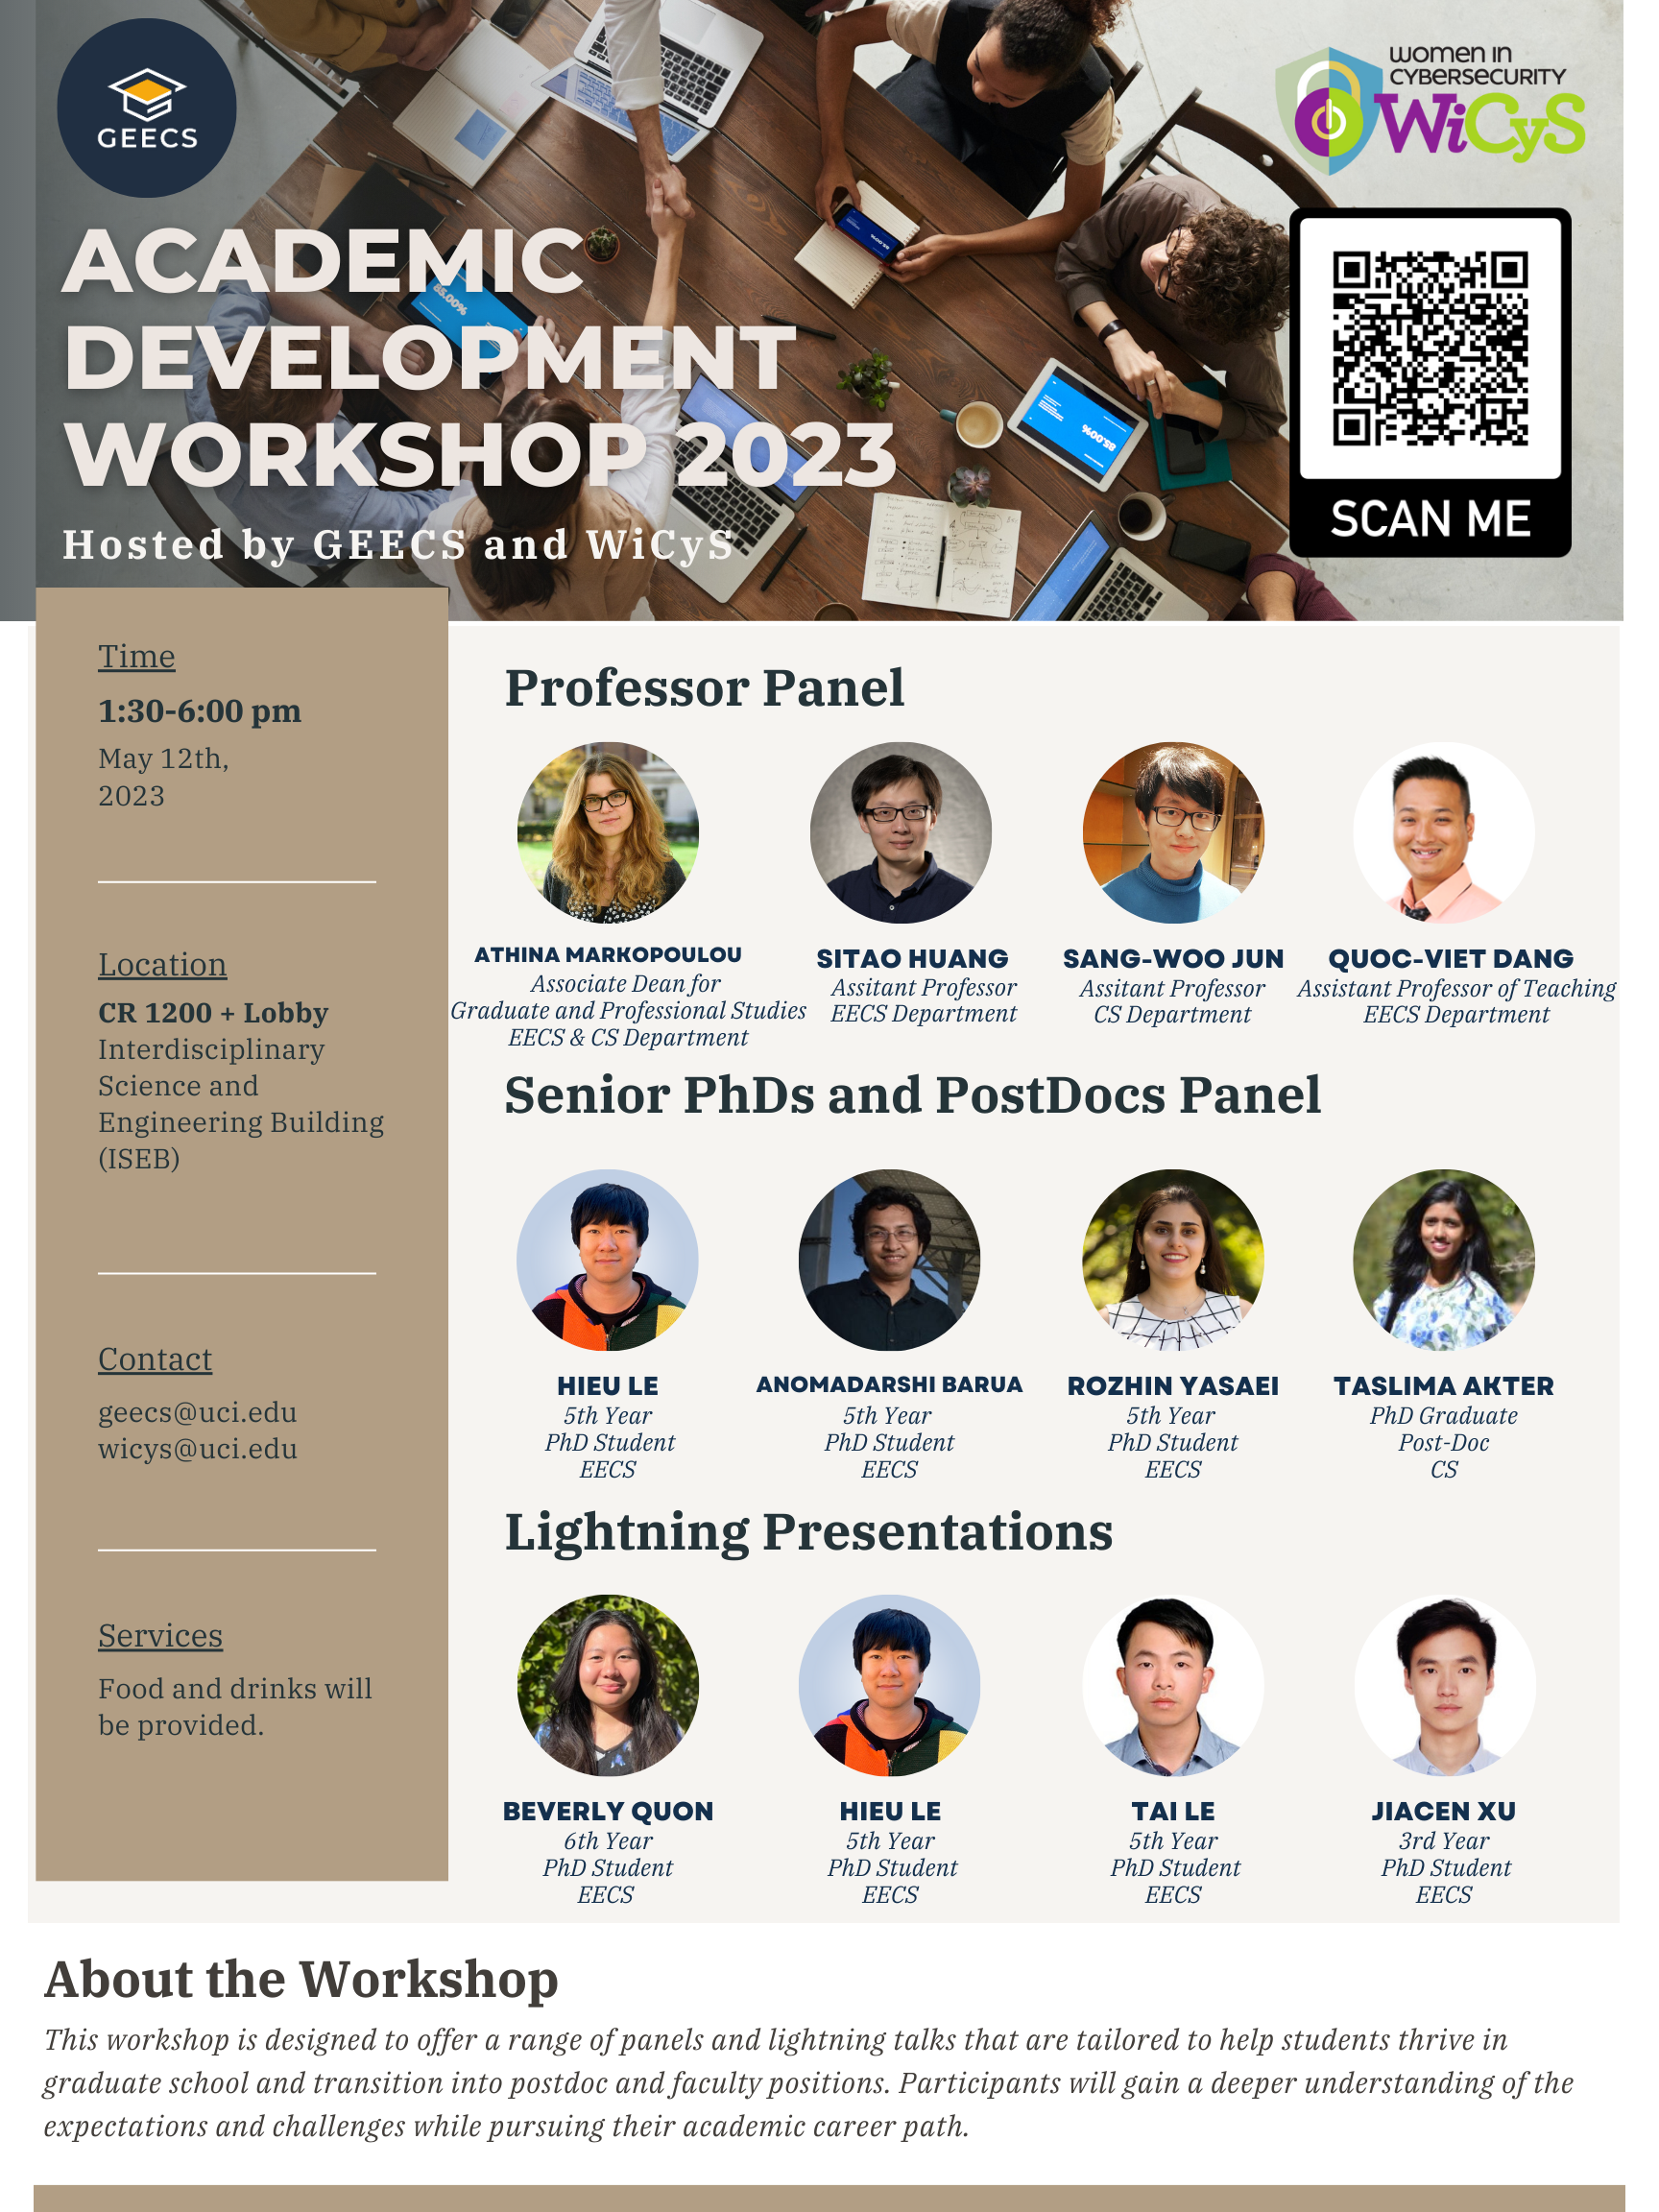 GEECS
women in
CYBERSECURITY
WiCyS
ACADEMIC
DEVELOPMENT
WORKSHOP 2023
Hosted by GEECS and WiCyS
SCAN ME
85.00%
85.00%
85.00%
Time
1:30-6:00 pm
May 12th,
2023
Location
CR 1200 + Lobby
Interdisciplinary
Science and
Engineering Building
(ISEB)
Contact
geecs@uci.edu
wicys@uci.edu
Services
Food and drinks will
be provided.
Professor Panel
ATHINA MARKOPOULOU
Associate Dean for
Graduate and Professional Studies
EECS & CS Department
SITAO HUANG
Assitant Professor
EECS Department
SANG-WOO JUN
Assitant Professor
CS Department
QUOC-VIET DANG
Assistant Professor of Teaching
EECS Department
Senior PhDs and PostDocs Panel
HIEU LE
5th Year
PhD Student
EECS
ANOMADARSHI BARUA
5th Year
PhD Student
EECS
ROZHIN YASAEI
5th Year
PhD Student
EECS
TASLIMA AKTER
PhD Graduate
Post-Doc
CS
Lightning Presentations
BEVERLY QUON
6th Year
PhD Student
EECS
HIEU LE
5th Year
PhD Student
EECS
TAI LE
5th Year
PhD Student
EECS
JIACEN XU
3rd Year
PhD Student
EECS
About the Workshop
This workshop is designed to offer a range of panels and lightning talks that are tailored to help students thrive in
graduate school and transition into postdoc and faculty positions. Participants will gain a deeper understanding of the
expectations and challenges while pursuing their academic career path.